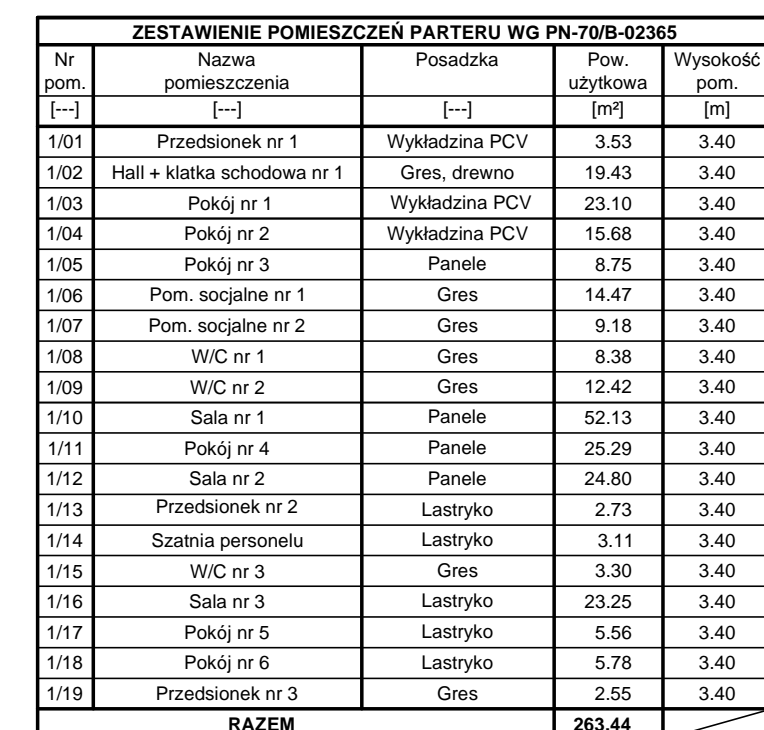 ZESTAWIENIE POMIESZCZEŃ PARTERU WG PN-70/B-02365
Nr pom. Nazwa pomieszczenia Posadzka Pow. użytkowa Wysokość pom.
[---] [---] [---] [m²] [m]
1/01 Przedsionek nr 1 Wykładzina PCV 3.53 3.40
1/02 Hall + klatka schodowa nr 1 Gres, drewno 19.43 3.40
1/03 Pokój nr 1 Wykładzina PCV 23.10 3.40
1/04 Pokój nr 2 Wykładzina PCV 15.68 3.40
1/05 Pokój nr 3 Panele 8.75 3.40
1/06 Pom. socjalne nr 1 Gres 14.47 3.40
1/07 Pom. socjalne nr 2 Gres 9.18 3.40
1/08 W/C nr 1 Gres 8.38 3.40
1/09 W/C nr 2 Gres 12.42 3.40
1/10 Sala nr 1 Panele 52.13 3.40
1/11 Pokój nr 4 Panele 25.29 3.40
1/12 Sala nr 2 Panele 24.80 3.40
1/13 Przedsionek nr 2 Lastryko 2.73 3.40
1/14 Szatnia personelu Lastryko 3.11 3.40
1/15 W/C nr 3 Gres 3.30 3.40
1/16 Sala nr 3 Lastryko 23.25 3.40
1/17 Pokój nr 5 Lastryko 5.56 3.40
1/18 Pokój nr 6 Lastryko 5.78 3.40
1/19 Przedsionek nr 3 Gres 2.55 3.40
RAZEM 263.44